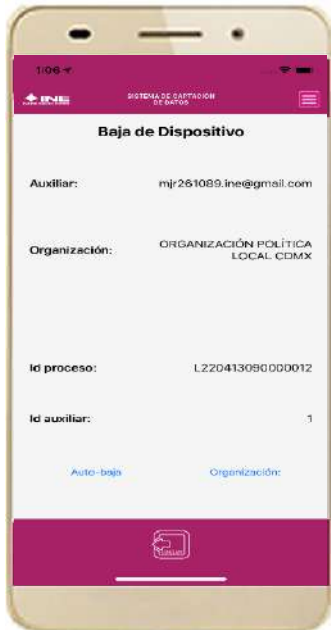 1:06
INE
SISTEMA DE CAPTACIÓN
DE DATOS
Baja de Dispositivo
Auxiliar: mjr261089.ine@gmail.com
Organización: ORGANIZACIÓN POLÍTICA
LOCAL CDMX
Id proceso: L220413090000012
Id auxiliar: 1
Auto-baja Organización: